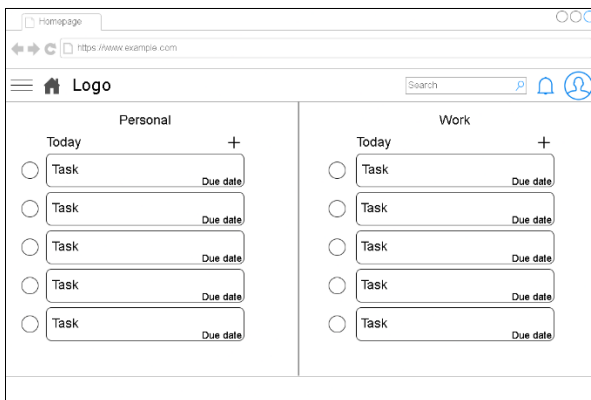 Homepage
https://www.example.com
Logo
Search
Personal
Today +
Task
Due date
Task
Due date
Task
Due date
Task
Due date
Task
Due date
Work
Today +
Task
Due date
Task
Due date
Task
Due date
Task
Due date
Task
Due date